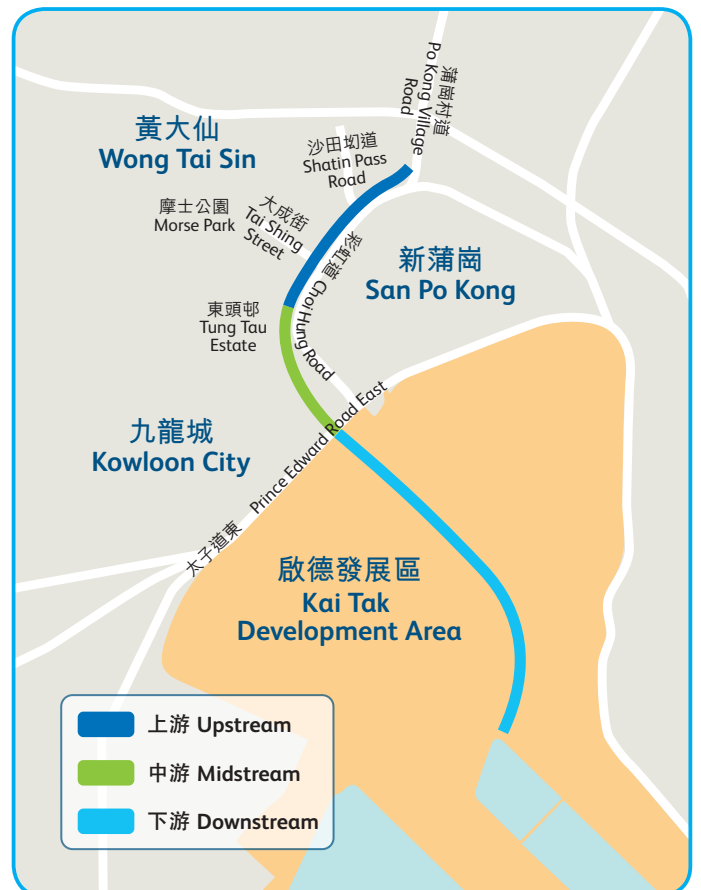 蒲崗村道
Po Kong Village
Road
黃大仙
Wong Tai Sin
沙田坳道
Shatin Pass
Road
摩士公園
Morse Park
大成街
Tai Shing
Street
彩虹道 Choi Hung Road
新蒲崗
San Po Kong
東頭邨
Tung Tau
Estate
九龍城
Kowloon City
太子道東 Prince Edward Road East
啟德發展區
Kai Tak
Development Area
上游 Upstream
中游 Midstream
下游 Downstream